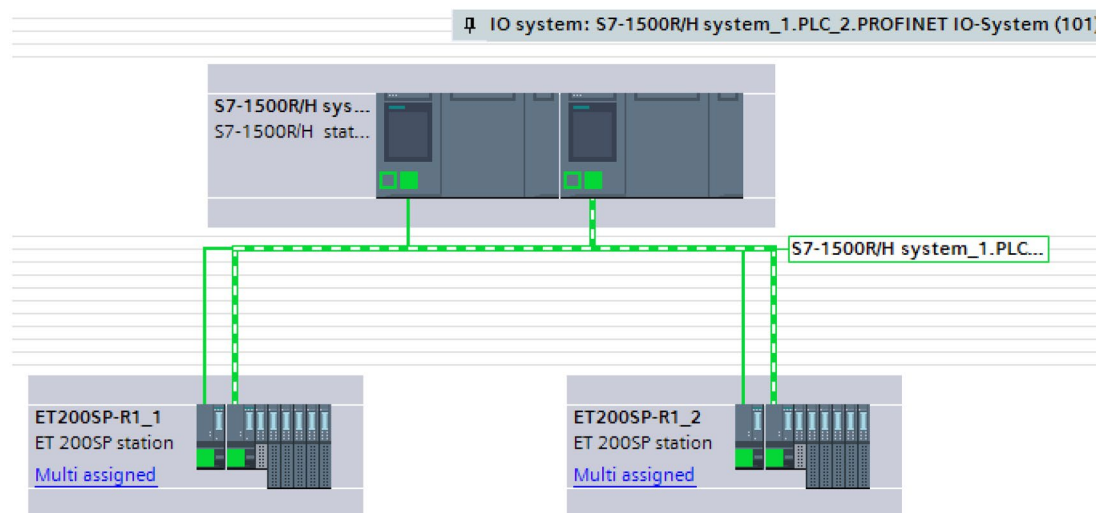 IO system: S7-1500R/H system_1.PLC_2.PROFINET IO-System (101)
S7-1500R/H sys...
S7-1500R/H stat...
S7-1500R/H system_1.PLC...
ET200SP-R1_1
ET 200SP station
Multi assigned
ET200SP-R1_2
ET 200SP station
Multi assigned